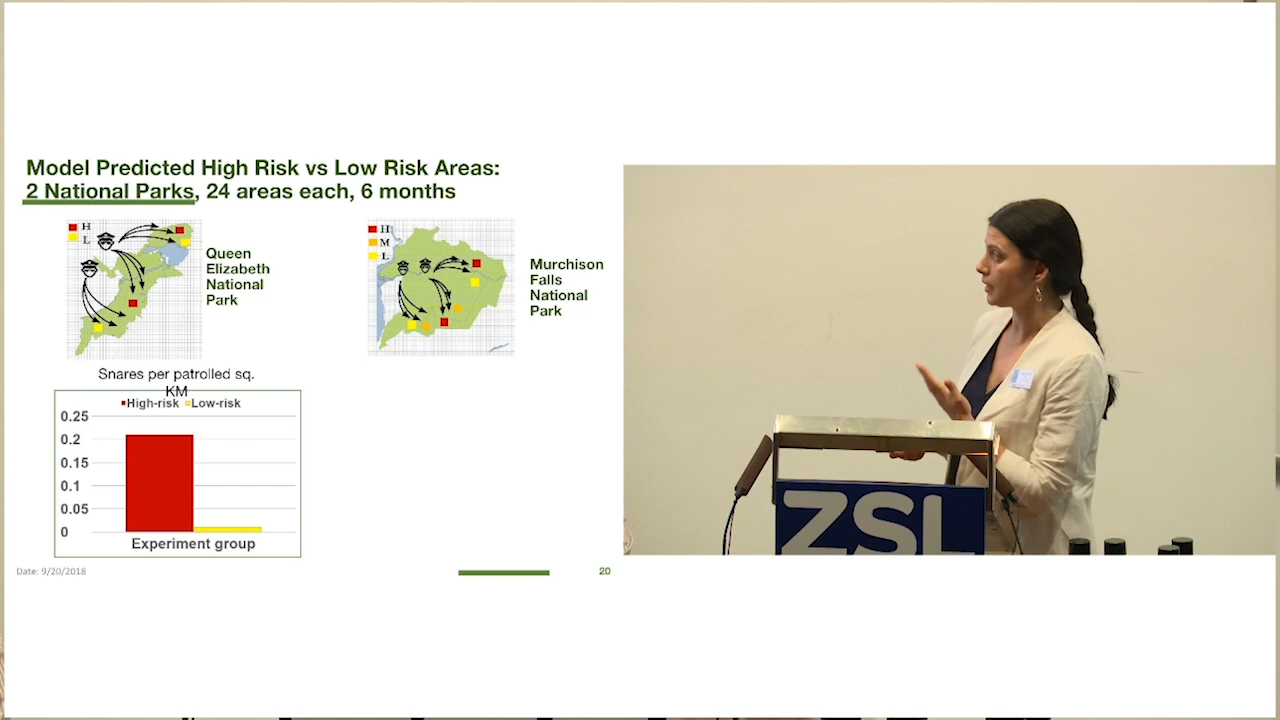 Model Predicted High Risk vs Low Risk Areas:
2 National Parks, 24 areas each, 6 months
H
L
Queen
Elizabeth
National
Park
H
M
L
Murchison
Falls
National
Park
Snares per patrolled sq.
KM
High-risk Low-risk
0.25
0.2
0.15
0.1
0.05
0
Experiment group
Date: 9/20/2018
20
ZSL